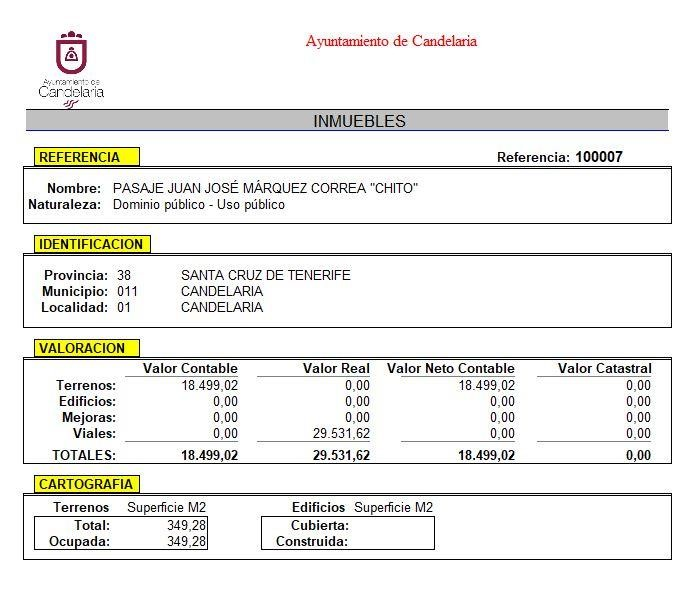 Ayuntamiento de Candelaria
Ayuntamiento de
Candelaria
INMUEBLES
REFERENCIA Referencia: 100007
Nombre: PASAJE JUAN JOSÉ MÁRQUEZ CORREA "CHITO"
Naturaleza: Dominio público - Uso público
IDENTIFICACION
Provincia: 38 SANTA CRUZ DE TENERIFE
Municipio: 011 CANDELARIA
Localidad: 01 CANDELARIA
VALORACION
Valor Contable Valor Real Valor Neto Contable Valor Catastral
Terrenos: 18.499,02 0,00 18.499,02 0,00
Edificios: 0,00 0,00 0,00 0,00
Mejoras: 0,00 0,00 0,00 0,00
Viales: 0,00 29.531,62 0,00 0,00
TOTALES: 18.499,02 29.531,62 18.499,02 0,00
CARTOGRAFIA
Terrenos Superficie M2 Edificios Superficie M2
Total: 349,28 Cubierta:
Ocupada: 349,28 Construida: